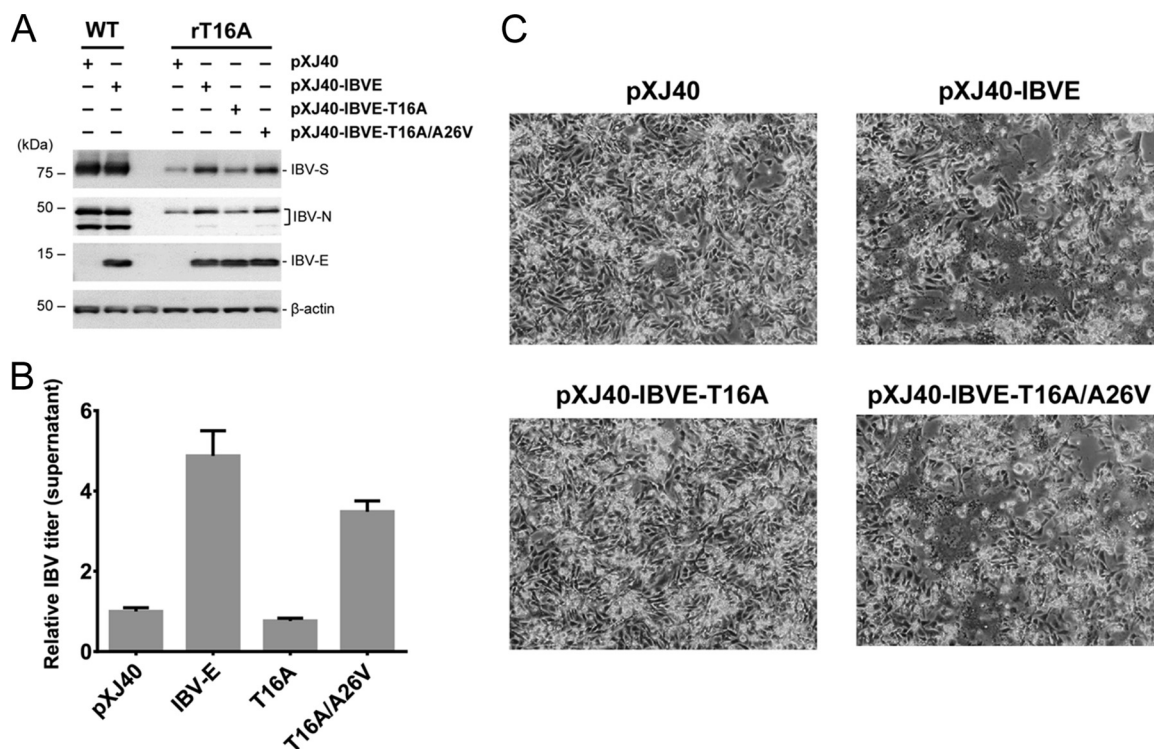 A
WT rT16A
+ – + – – – pXJ40
– + – + – – pXJ40-IBVE
– – – – + – pXJ40-IBVE-T16A
– – – – – + pXJ40-IBVE-T16A/A26V
(kDa)
75 – - IBV-S
50 – IBV-N
15 – - IBV-E
50 – - β-actin
B
Relative IBV titer (supernatant)
6
4
2
0
pXJ40
IBV-E
T16A
T16A/A26V
C
pXJ40
pXJ40-IBVE
pXJ40-IBVE-T16A
pXJ40-IBVE-T16A/A26V